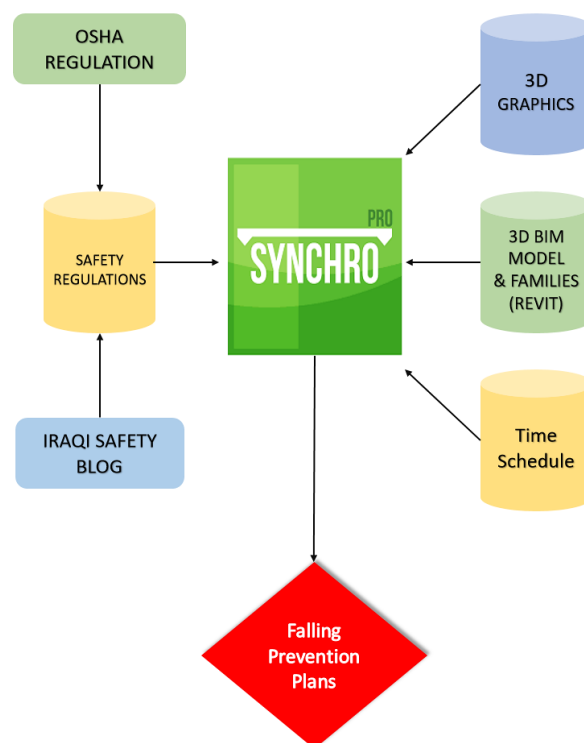 OSHA
REGULATION
3D
GRAPHICS
SAFETY
REGULATIONS
PRO
SYNCHRO
3D BIM
MODEL
& FAMILIES
(REVIT)
IRAQI SAFETY
BLOG
Time
Schedule
Falling
Prevention
Plans